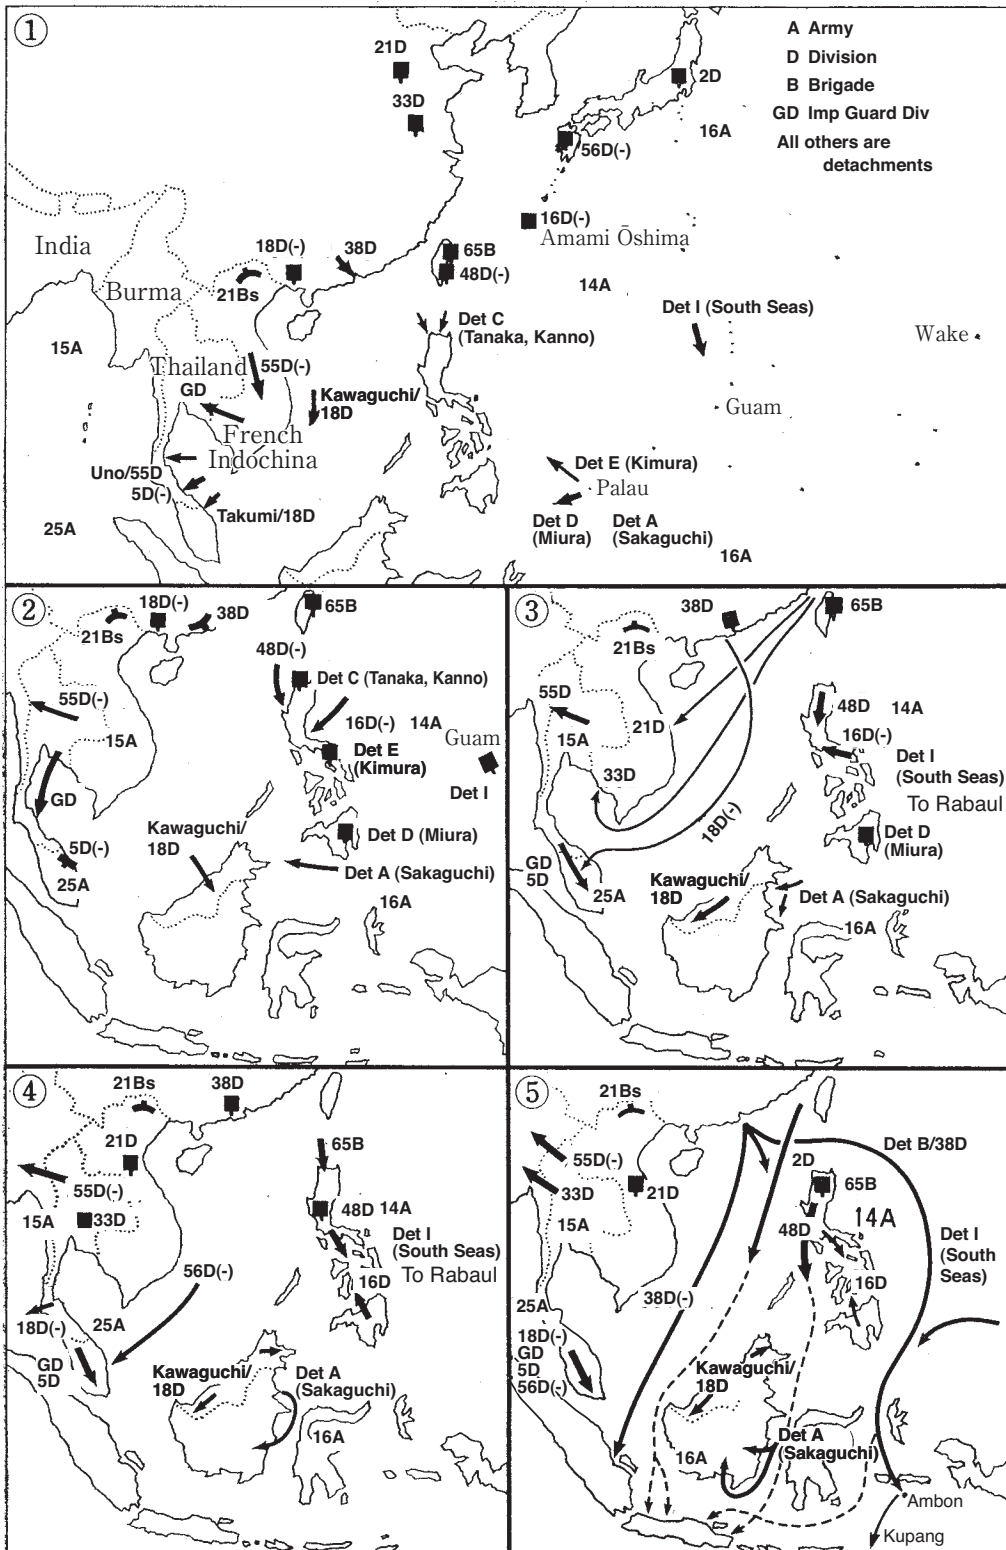 ①
A Army
D Division
B Brigade
GD Imp Guard Div
All others are
detachments
21D
2D
33D
16A
56D(-)
16D(-)
Amami Ōshima
India
18D(-)
38D
65B
48D(-)
21Bs
Burma
14A
Det I (South Seas)
Det C
(Tanaka, Kanno)
Wake
15A
Thailand
55D(-)
GD
Kawaguchi/
18D
Guam
French
Indochina
Uno/55D
5D(-)
Det E (Kimura)
Palau
Takumi/18D
25A
Det D
(Miura)
Det A
(Sakaguchi)
16A
②
18D(-)
38D
65B
21Bs
48D(-)
Det C (Tanaka, Kanno)
55D(-)
16D(-)
14A
15A
Guam
Det E
(Kimura)
Det I
GD
Kawaguchi/
18D
Det D (Miura)
5D(-)
25A
Det A (Sakaguchi)
16A
③
38D
65B
21Bs
55D
48D
14A
21D
16D(-)
15A
Det I
(South Seas)
To Rabaul
33D
18D(-)
Det D
(Miura)
GD
5D
25A
Kawaguchi/
18D
Det A (Sakaguchi)
16A
④
21Bs
38D
21D
65B
55D(-)
15A
33D
48D
14A
Det I
(South Seas)
To Rabaul
56D(-)
16D
18D(-)
25A
GD
5D
Kawaguchi/
18D
Det A
(Sakaguchi)
16A
⑤
21Bs
Det B/38D
55D(-)
2D
33D
21D
65B
15A
14A
48D
Det I
(South
Seas)
16D
38D(-)
25A
18D(-)
GD
5D
56D(-)
Kawaguchi/
18D
Det A
(Sakaguchi)
16A
Ambon
Kupang